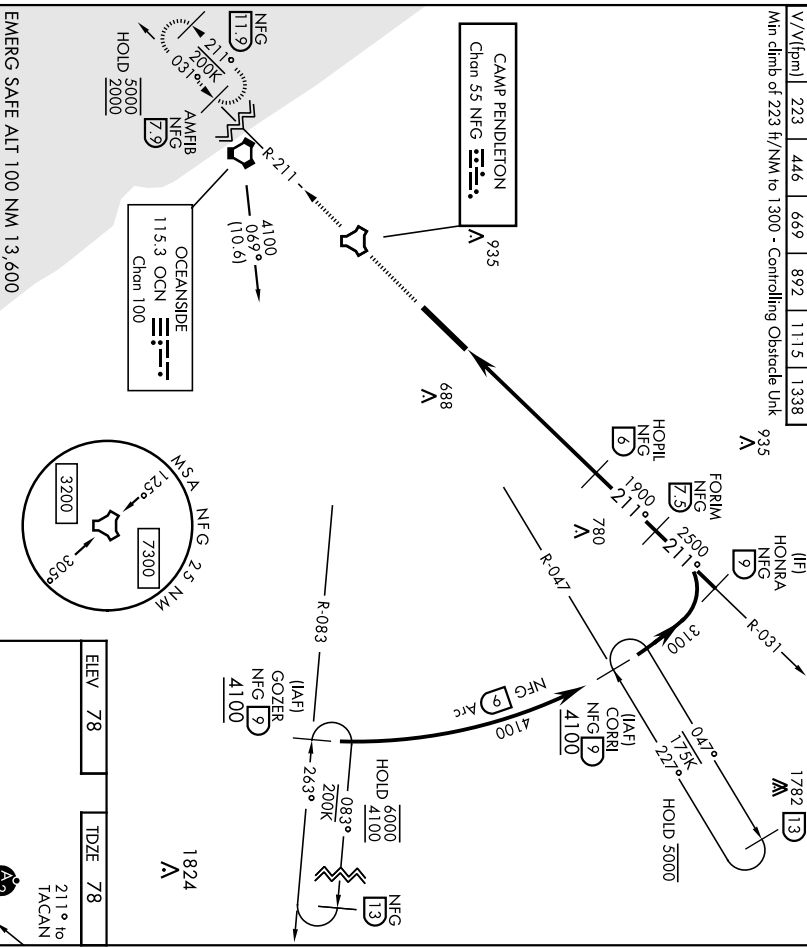 V/V(fpm) 223 446 669 892 1115 1338
Min climb of 223 ft/NM to 1300 - Controlling Obstacle Unk
CAMP PENDLETON
Chan 55 NFG
935
935
NFG
11.9
211°
200K
031°
HOLD 5000
2000
AMFIB
NFG
7.9
R-211
4100
069°
(10.6)
OCEANSIDE
115.3 OCN
Chan 100
EMERG SAFE ALT 100 NM 13,600
688
HOPIL
NFG
6
1900
211°
FORIM
NFG
7.5
2500
211°
780
(IF)
HONRA
NFG
9
R-031
3100
R-047
(IAF)
CORRI
NFG 9
4100
047°
175K
227°
HOLD 5000
1782
13
NFG 9 Arc
4100
R-083
(IAF)
GOZER
NFG 9
4100
HOLD 6000
4100
083°
200K
263°
NFG
13
1824
MSA NFG 25 NM
125°
3200
7300
305°
ELEV 78
TDZE 78
211° to
TACAN